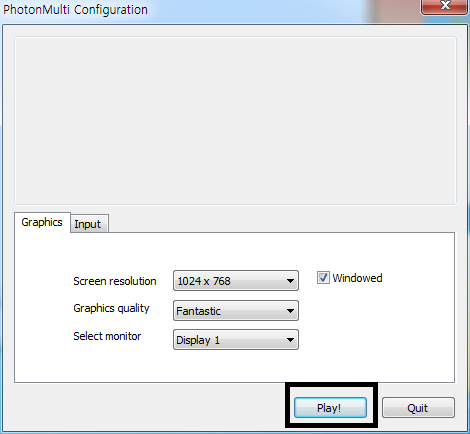 PhotonMulti Configuration
Graphics
Input
Screen resolution
1024 x 768
Windowed
Graphics quality
Fantastic
Select monitor
Display 1
Play!
Quit